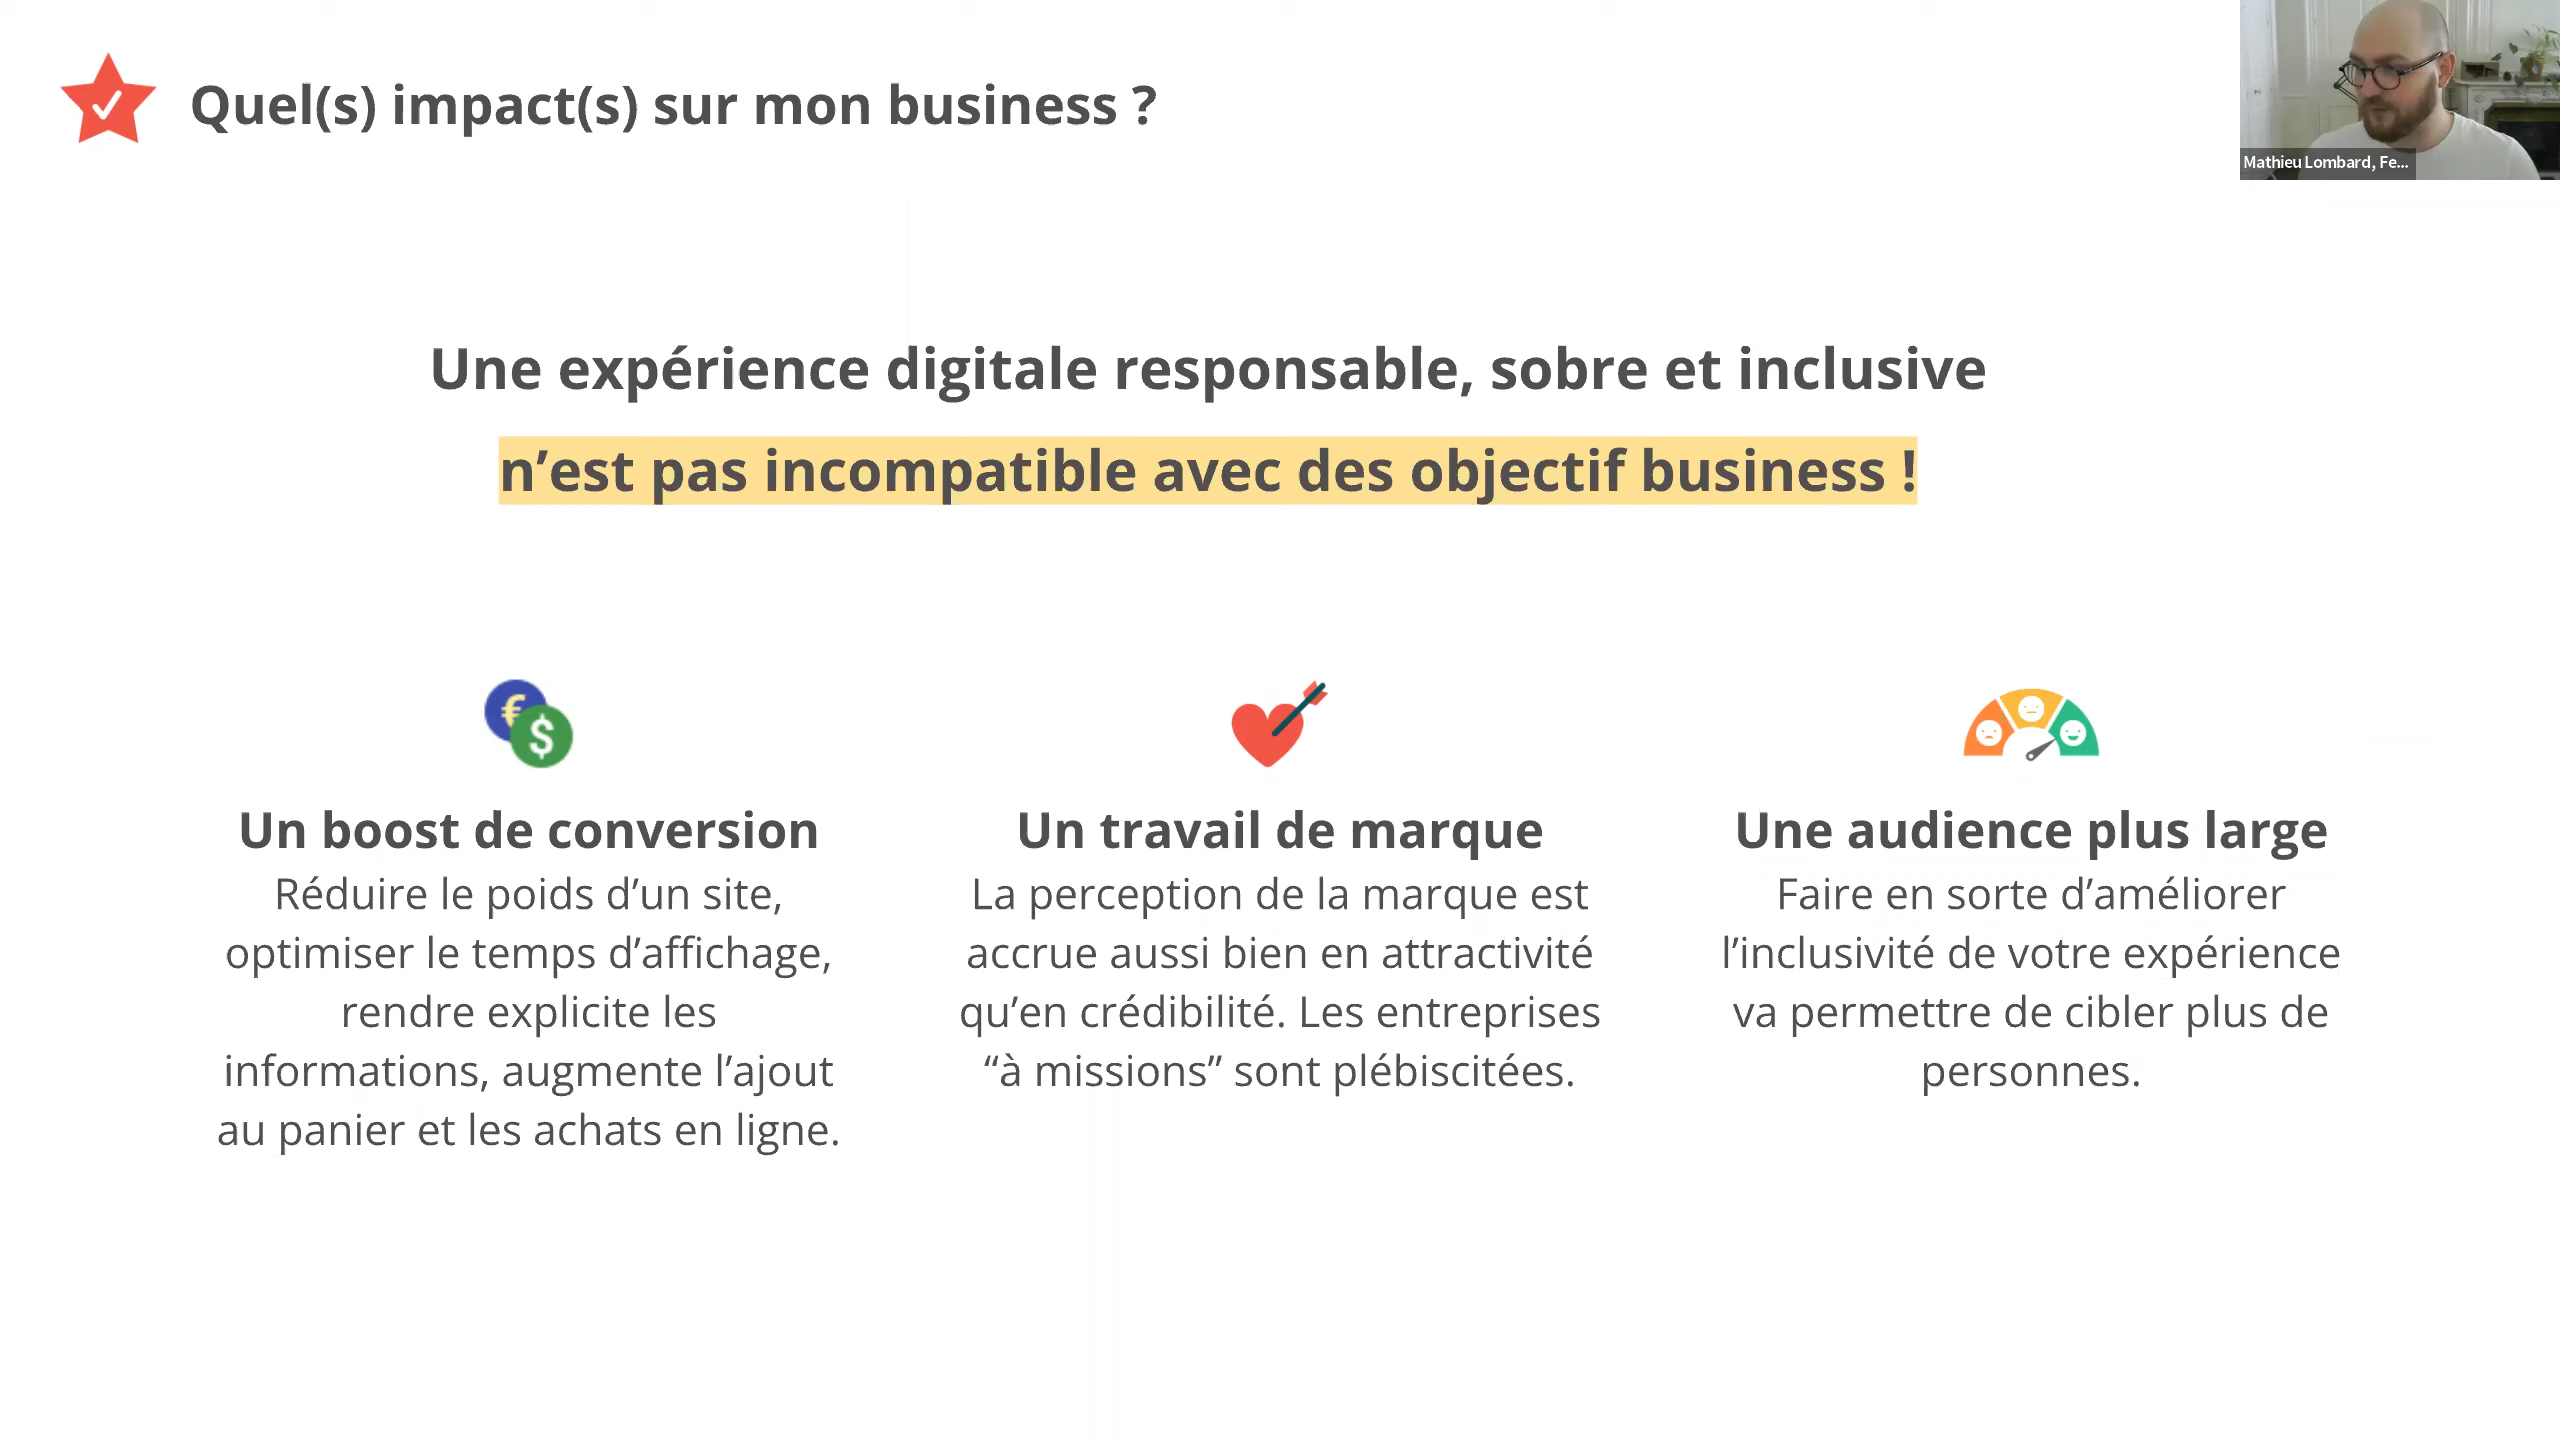 Quel(s) impact(s) sur mon business ?
Mathieu Lombard, Fe...
Une expérience digitale responsable, sobre et inclusive
n’est pas incompatible avec des objectif business !
€
$
Un boost de conversion
Réduire le poids d’un site,
optimiser le temps d’affichage,
rendre explicite les
informations, augmente l’ajout
au panier et les achats en ligne.
Un travail de marque
La perception de la marque est
accrue aussi bien en attractivité
qu’en crédibilité. Les entreprises
“à missions” sont plébiscitées.
Une audience plus large
Faire en sorte d’améliorer
l’inclusivité de votre expérience
va permettre de cibler plus de
personnes.